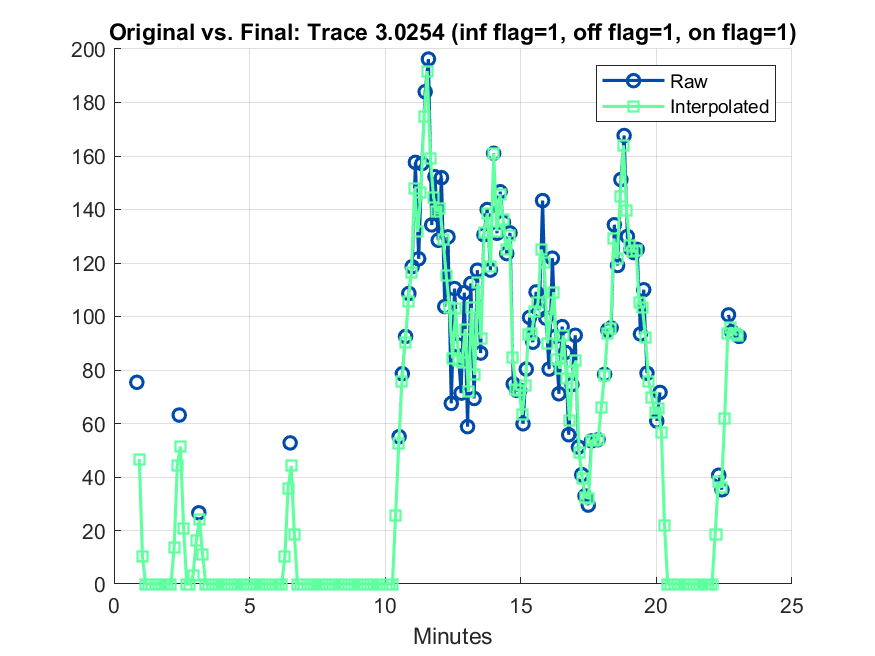 Original vs. Final: Trace 3.0254 (inf flag=1, off flag=1, on flag=1)
200
180
160
140
120
100
80
60
40
20
0
Raw
Interpolated
0 5 10 15 20 25
Minutes